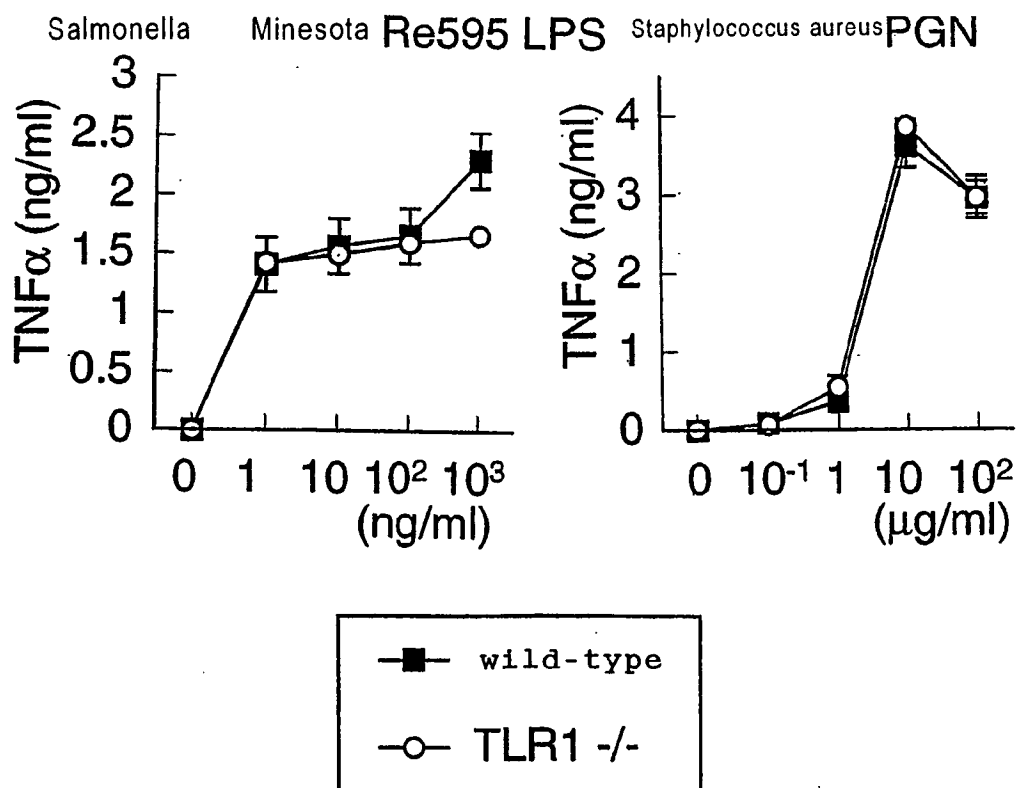 Salmonella Minesota Re595 LPS
Staphylococcus aureus PGN
TNFα (ng/ml)
3
2.5
2
1.5
1
0.5
0
0 1 10 10² 10³
(ng/ml)
TNFα (ng/ml)
4
3
2
1
0
0 10⁻¹ 1 10 10²
(μg/ml)
wild-type
TLR1 -/-